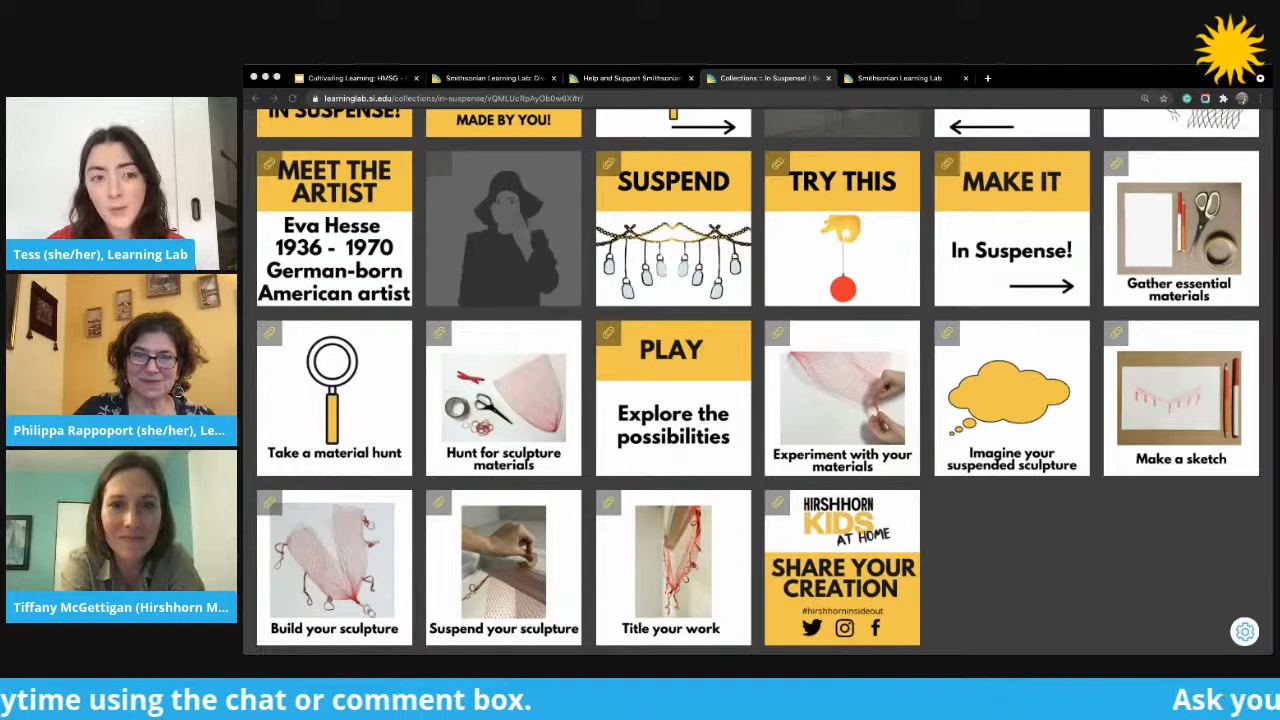 Cultivating Learning: HMSG -
Smithsonian Learning Lab: Di
Help and Support Smithsonian
Collections :: In Suspense! | S
Smithsonian Learning Lab
learninglab.si.edu/collections/in-suspense/vQMLUcRpAyOb0w6X#r/
IN SUSPENSE!
MADE BY YOU!
MEET THE
ARTIST
Eva Hesse
1936 - 1970
German-born
American artist
SUSPEND
TRY THIS
MAKE IT
In Suspense!
Gather essential
materials
Take a material hunt
Hunt for sculpture
materials
PLAY
Explore the
possibilities
Experiment with your
materials
Imagine your
suspended sculpture
Make a sketch
Build your sculpture
Suspend your sculpture
Title your work
HIRSHHORN
KIDS
AT HOME
SHARE YOUR
CREATION
#hirshhorninsideout
Tess (she/her), Learning Lab
Philippa Rappoport (she/her), Le...
Tiffany McGettigan (Hirshhorn M...
ytime using the chat or comment box.
Ask you